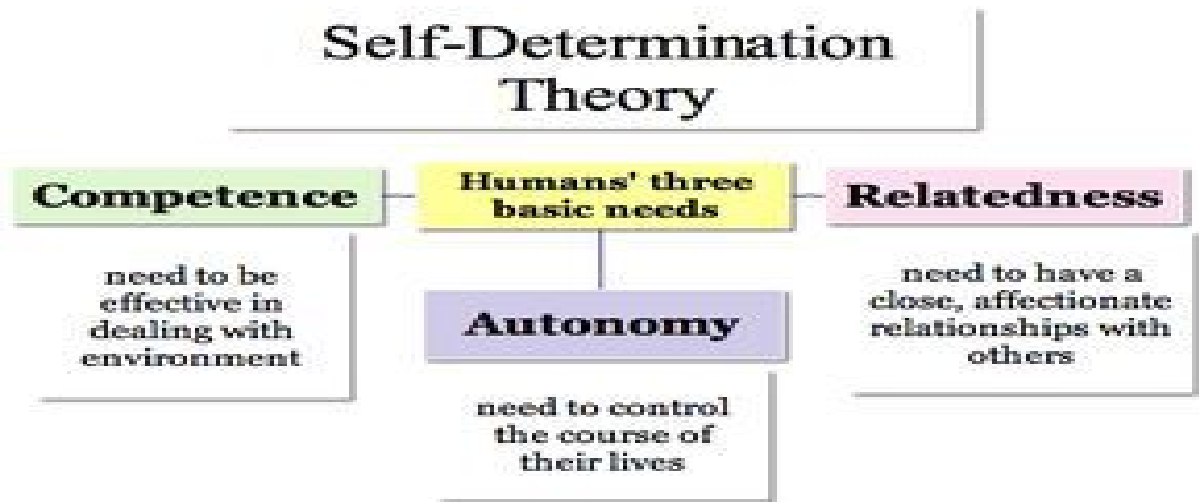 Self-Determination
Theory
Competence
Humans' three
basic needs
Relatedness
need to be
effective in
dealing with
environment
Autonomy
need to control
the course of
their lives
need to have a
close, affectionate
relationships with
others